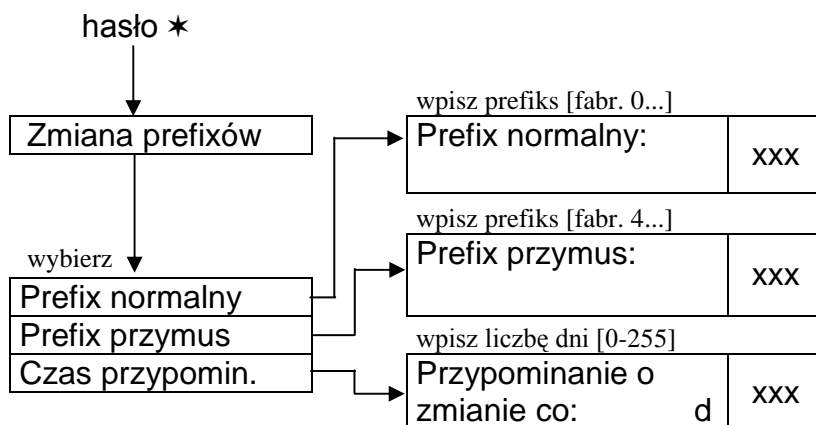 hasło ✶
Zmiana prefixów
wybierz
Prefix normalny
Prefix przymus
Czas przypomin.
wpisz prefiks [fabr. 0...]
Prefix normalny:
xxx
wpisz prefiks [fabr. 4...]
Prefix przymus:
xxx
wpisz liczbę dni [0-255]
Przypominanie o
zmianie co: d
xxx